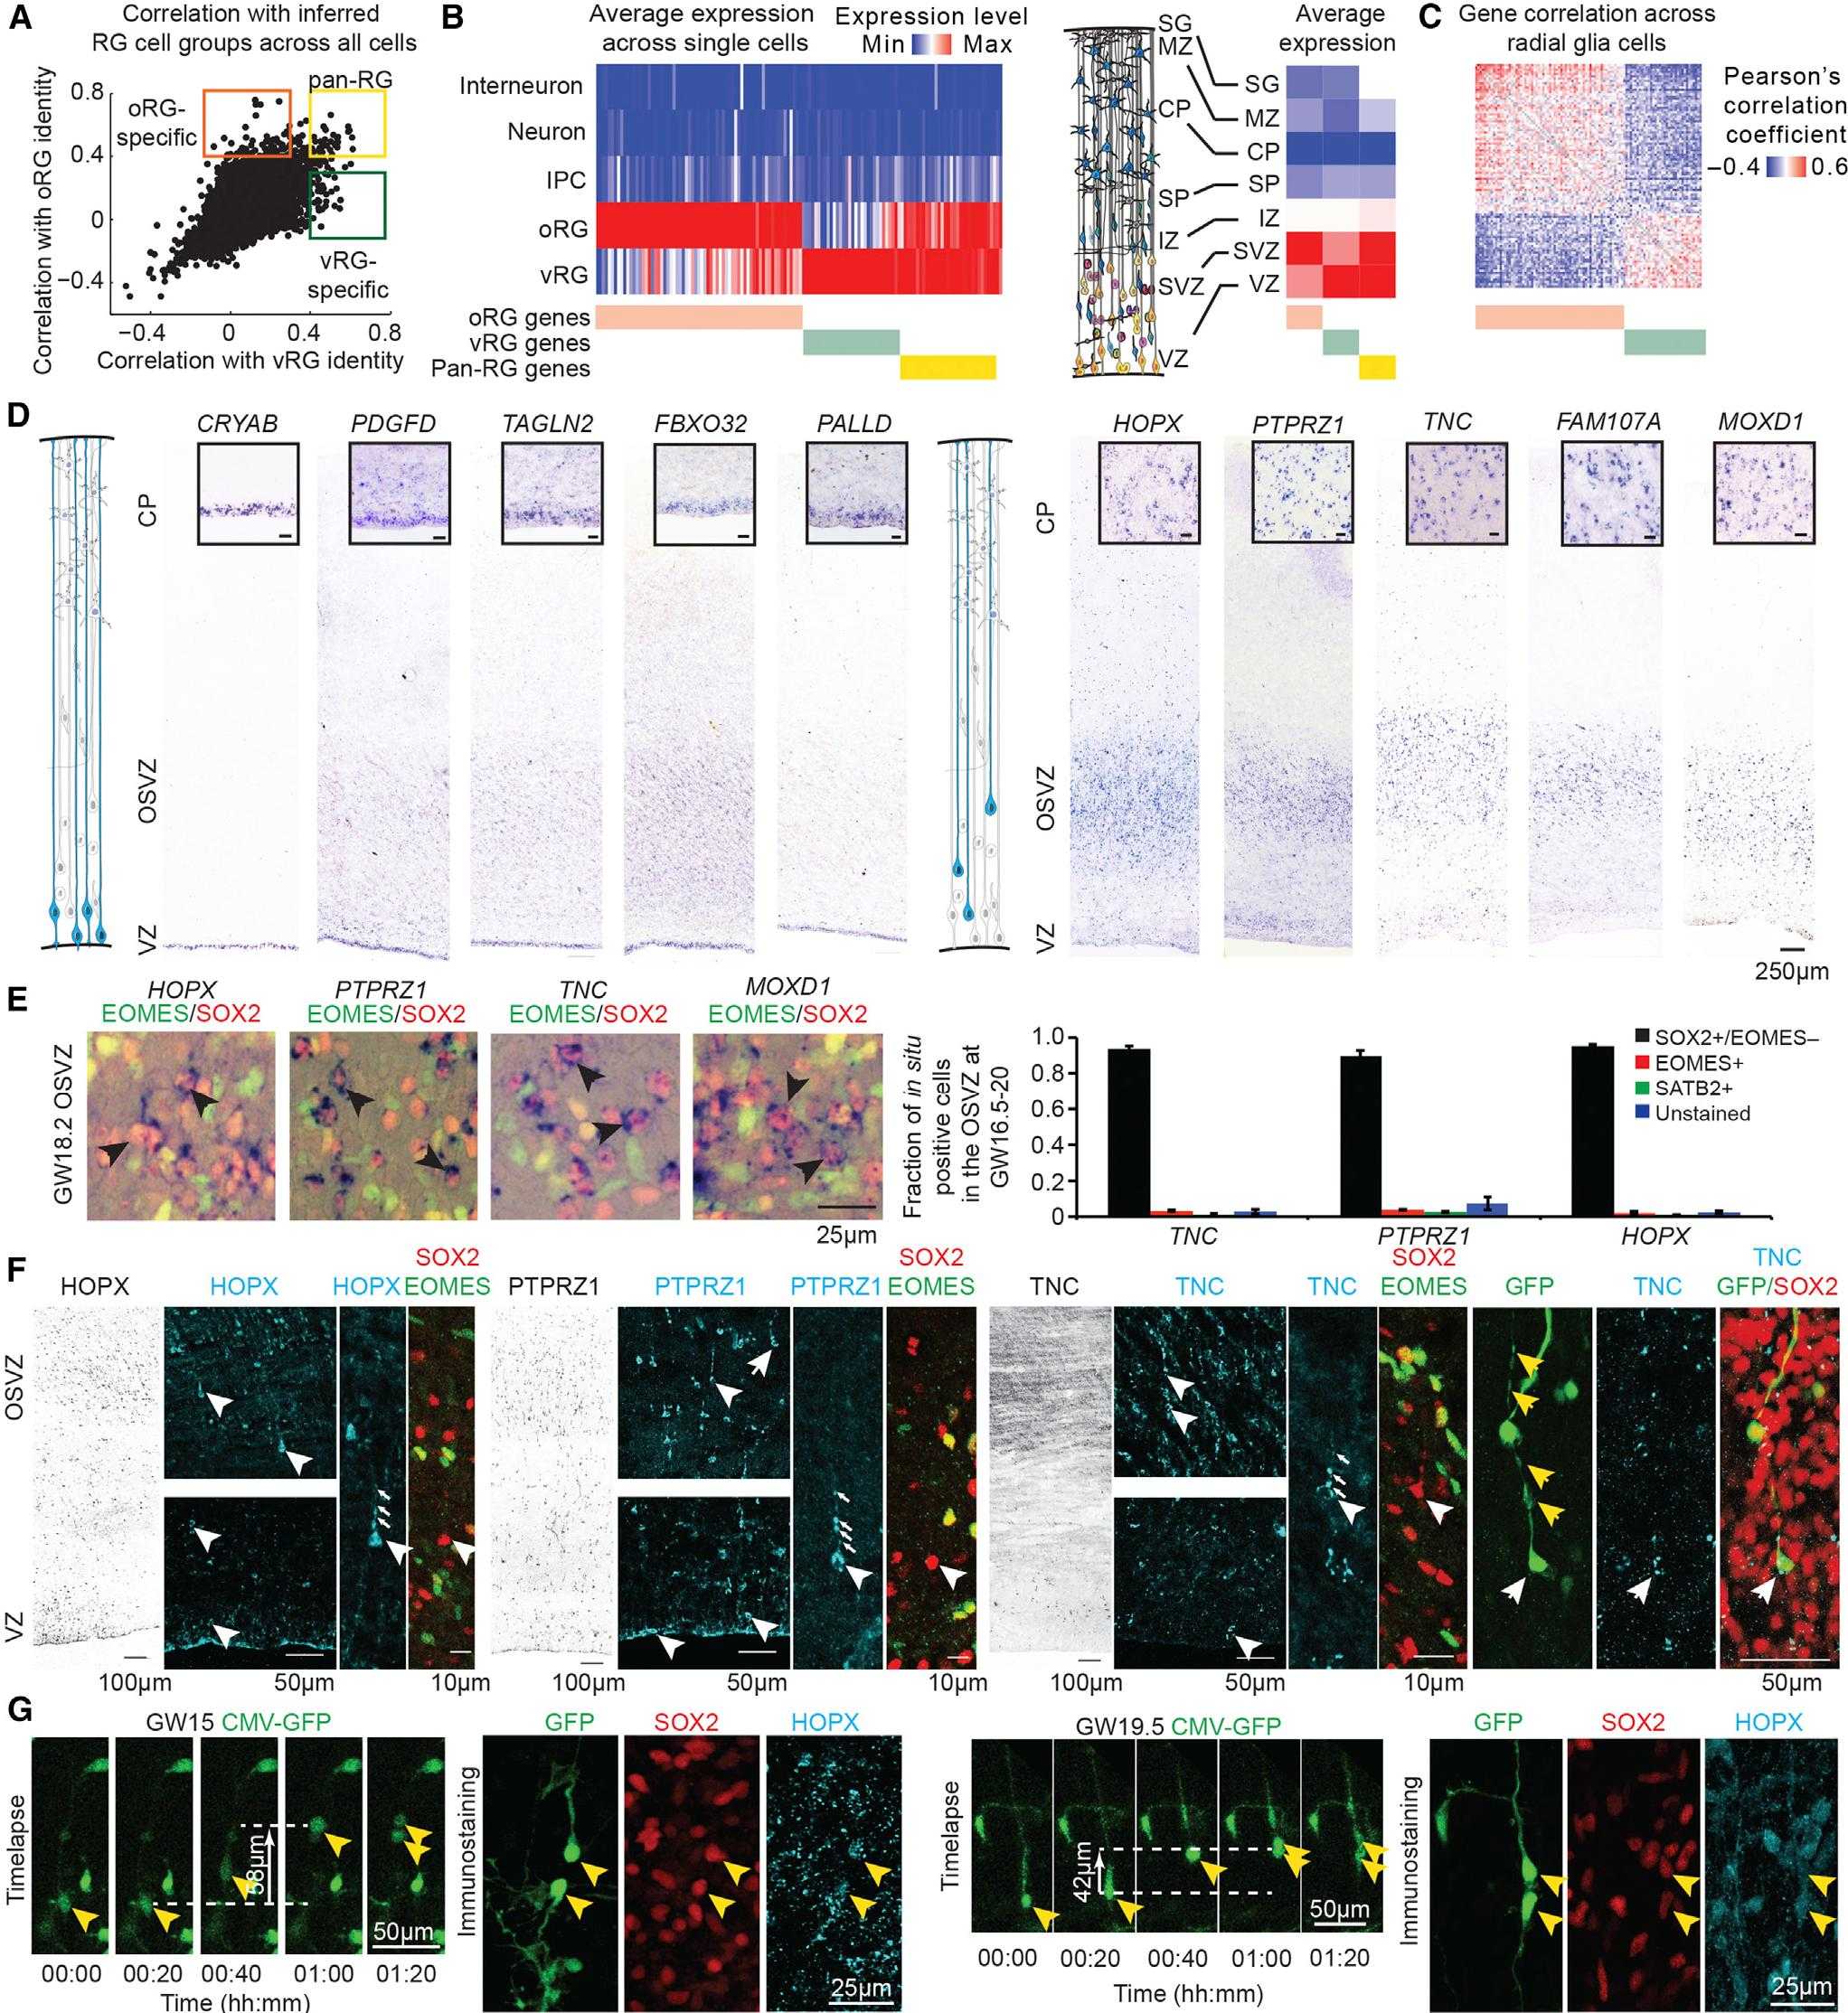 A
Correlation with inferred
RG cell groups across all cells
pan-RG
oRG-
specific
vRG-
specific
Correlation with oRG identity
0.8
0.4
0
−0.4
−0.4 0 0.4 0.8
Correlation with vRG identity
B
Average expression
across single cells
Expression level
Min Max
Interneuron
Neuron
IPC
oRG
vRG
oRG genes
vRG genes
Pan-RG genes
SG
MZ
CP
SP
IZ
SVZ
VZ
Average
expression
SG
MZ
CP
SP
IZ
SVZ
VZ
C
Gene correlation across
radial glia cells
Pearson's
correlation
coefficient
−0.4 0.6
D
CRYAB PDGFD TAGLN2 FBXO32 PALLD
CP
OSVZ
VZ
HOPX PTPRZ1 TNC FAM107A MOXD1
CP
OSVZ
VZ
250µm
E
HOPX PTPRZ1 TNC MOXD1
EOMES/SOX2 EOMES/SOX2 EOMES/SOX2 EOMES/SOX2
GW18.2 OSVZ
25µm
Fraction of in situ
positive cells
in the OSVZ at
GW16.5-20
1.0
0.8
0.6
0.4
0.2
0
TNC PTPRZ1 HOPX
SOX2+/EOMES−
EOMES+
SATB2+
Unstained
F
OSVZ
VZ
HOPX HOPX HOPX SOX2 EOMES
PTPRZ1 PTPRZ1 PTPRZ1 SOX2 EOMES
TNC TNC TNC SOX2 EOMES GFP TNC TNC GFP/SOX2
100µm 50µm 10µm 100µm 50µm 10µm 100µm 50µm 10µm 50µm
G
GW15 CMV-GFP
Timelapse
58µm
50µm
00:00 00:20 00:40 01:00 01:20
Time (hh:mm)
Immunostaining
GFP SOX2 HOPX
25µm
GW19.5 CMV-GFP
Timelapse
42µm
50µm
00:00 00:20 00:40 01:00 01:20
Time (hh:mm)
Immunostaining
GFP SOX2 HOPX
25µm